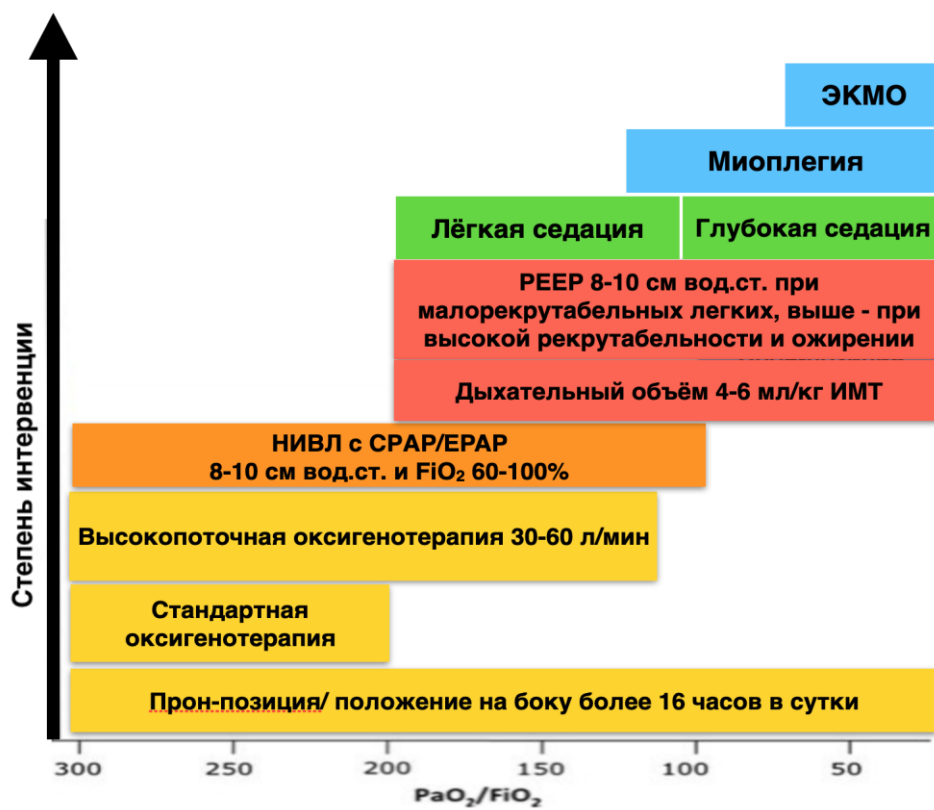 ЭКМО
Миоплегия
Лёгкая седация
Глубокая седация
PEEP 8-10 см вод.ст. при
малорекрутабельных легких, выше - при
высокой рекрутабельности и ожирении
Дыхательный объём 4-6 мл/кг ИМТ
НИВЛ с CPAP/EPAP
8-10 см вод.ст. и FiO₂ 60-100%
Высокопоточная оксигенотерапия 30-60 л/мин
Стандартная
оксигенотерапия
Прон-позиция/ положение на боку более 16 часов в сутки
Степень интервенции
300 250 200 150 100 50
PaO₂/FiO₂